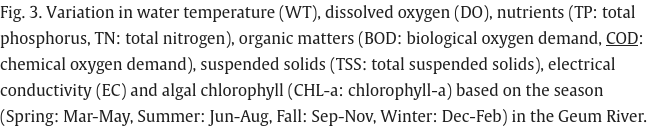 Fig. 3. Variation in water temperature (WT), dissolved oxygen (DO), nutrients (TP: total
phosphorus, TN: total nitrogen), organic matters (BOD: biological oxygen demand, COD:
chemical oxygen demand), suspended solids (TSS: total suspended solids), electrical
conductivity (EC) and algal chlorophyll (CHL-a: chlorophyll-a) based on the season
(Spring: Mar-May, Summer: Jun-Aug, Fall: Sep-Nov, Winter: Dec-Feb) in the Geum River.